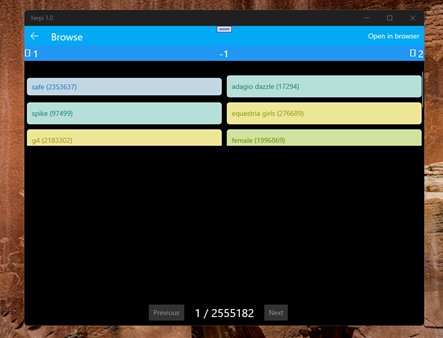 Xerpi 1.0
Browse
Open in browser
1
-1
2
safe (2353637)
adagio dazzle (17294)
spike (97499)
equestria girls (276689)
g4 (2183302)
female (1996869)
Previous
1 / 2555182
Next